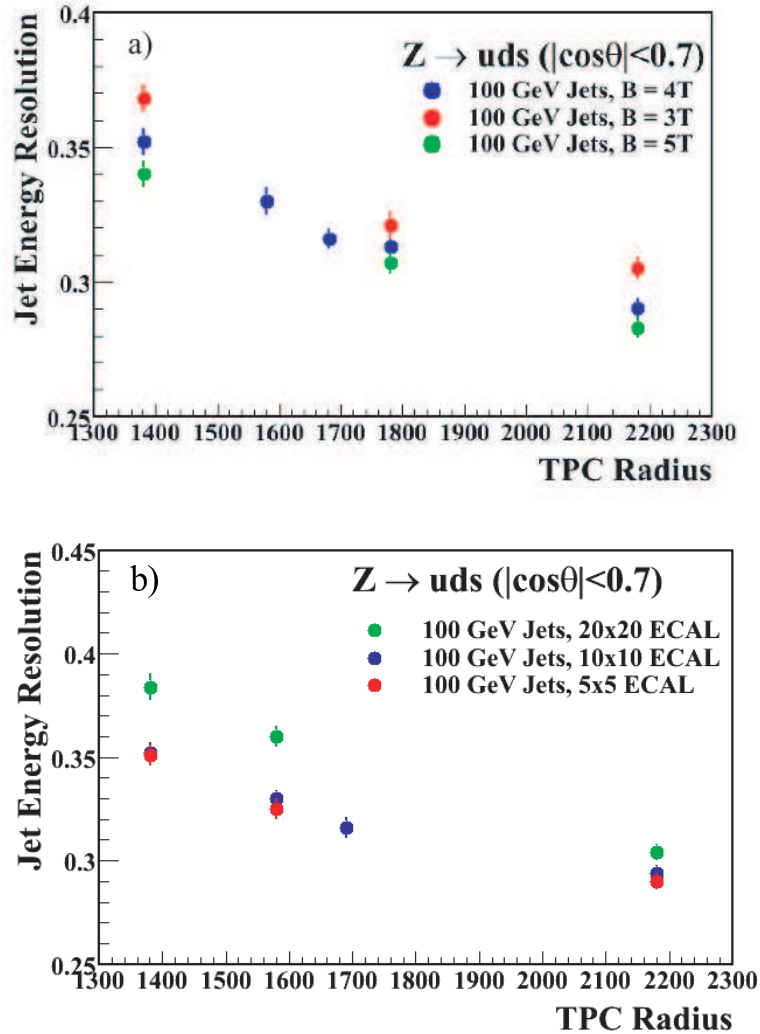 0.4
a)
Z → uds (|cosθ|<0.7)
100 GeV Jets, B = 4T
100 GeV Jets, B = 3T
100 GeV Jets, B = 5T
Jet Energy Resolution
0.35
0.3
0.25
1300 1400 1500 1600 1700 1800 1900 2000 2100 2200 2300
TPC Radius
0.45
b)
Z → uds (|cosθ|<0.7)
100 GeV Jets, 20x20 ECAL
100 GeV Jets, 10x10 ECAL
100 GeV Jets, 5x5 ECAL
Jet Energy Resolution
0.4
0.35
0.3
0.25
1300 1400 1500 1600 1700 1800 1900 2000 2100 2200 2300
TPC Radius